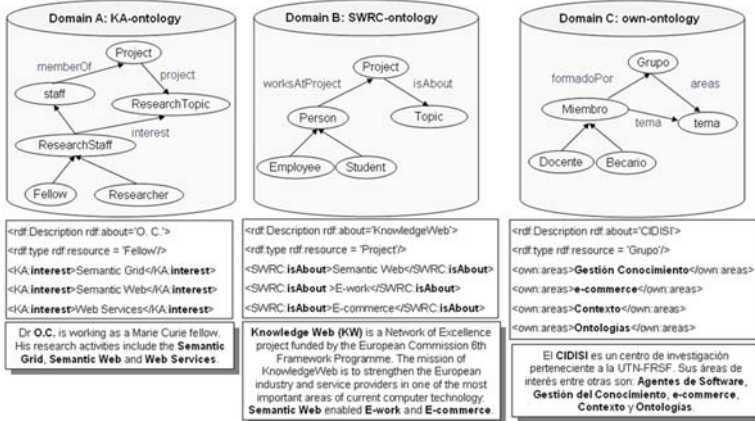 Domain A: KA-ontology
Project
memberOf
project
staff
ResearchTopic
interest
ResearchStaff
Fellow
Researcher
<rdf:Description rdf:about='O. C.'>
<rdf:type rdf:resource = 'Fellow'/>
<KA:interest>Semantic Grid</KA:interest>
<KA:interest>Semantic Web</KA:interest>
<KA:interest>Web Services</KA:interest>
Dr O.C. is working as a Marie Curie fellow.
His research activities include the Semantic
Grid, Semantic Web and Web Services.
Domain B: SWRC-ontology
Project
worksAtProject
isAbout
Person
Topic
Employee
Student
<rdf:Description rdf:about='KnowledgeWeb'>
<rdf:type rdf:resource = 'Project'/>
<SWRC:isAbout>Semantic Web</SWRC:isAbout>
<SWRC:isAbout >E-work</SWRC:isAbout>
<SWRC:isAbout>E-commerce</SWRC:isAbout>
Knowledge Web (KW) is a Network of Excellence
project funded by the European Commission 6th
Framework Programme. The mission of
KnowledgeWeb is to strengthen the European
industry and service providers in one of the most
important areas of current computer technology:
Semantic Web enabled E-work and E-commerce.
Domain C: own-ontology
Grupo
formadoPor
areas
Miembro
tema
tema
Docente
Becario
<rdf:Description rdf:about='CIDISI'>
<rdf:type rdf:resource = 'Grupo'/>
<own:areas>Gestión Conocimiento</own:areas>
<own:areas>e-commerce</own:areas>
<own:areas>Contexto</own:areas>
<own:areas>Ontologías</own:areas>
El CIDISI es un centro de investigación
perteneciente a la UTN-FRSF. Sus áreas de
interés entre otras son: Agentes de Software,
Gestión del Conocimiento, e-commerce,
Contexto y Ontologías.